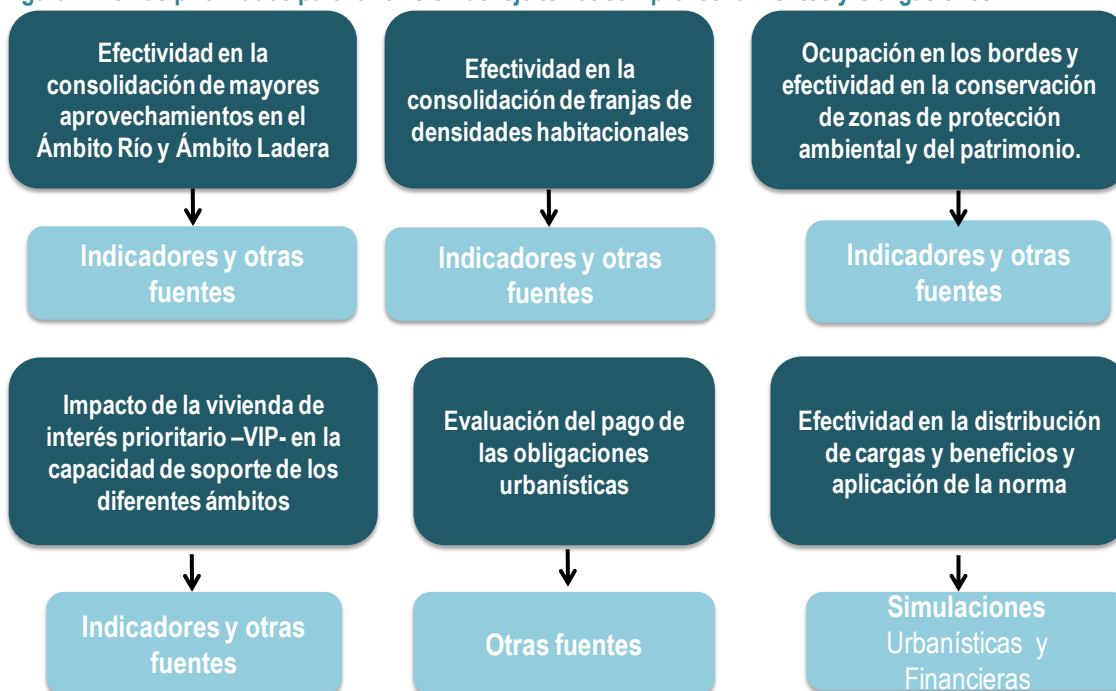 Efectividad en la
consolidación de mayores
aprovechamientos en el
Ámbito Río y Ámbito Ladera
Efectividad en la
consolidación de franjas de
densidades habitacionales
Ocupación en los bordes y
efectividad en la conservación
de zonas de protección
ambiental y del patrimonio.
Indicadores y otras
fuentes
Indicadores y otras
fuentes
Indicadores y otras
fuentes
Impacto de la vivienda de
interés prioritario –VIP- en la
capacidad de soporte de los
diferentes ámbitos
Evaluación del pago de
las obligaciones
urbanísticas
Efectividad en la distribución
de cargas y beneficios y
aplicación de la norma
Indicadores y otras
fuentes
Otras fuentes
Simulaciones
Urbanísticas y
Financieras